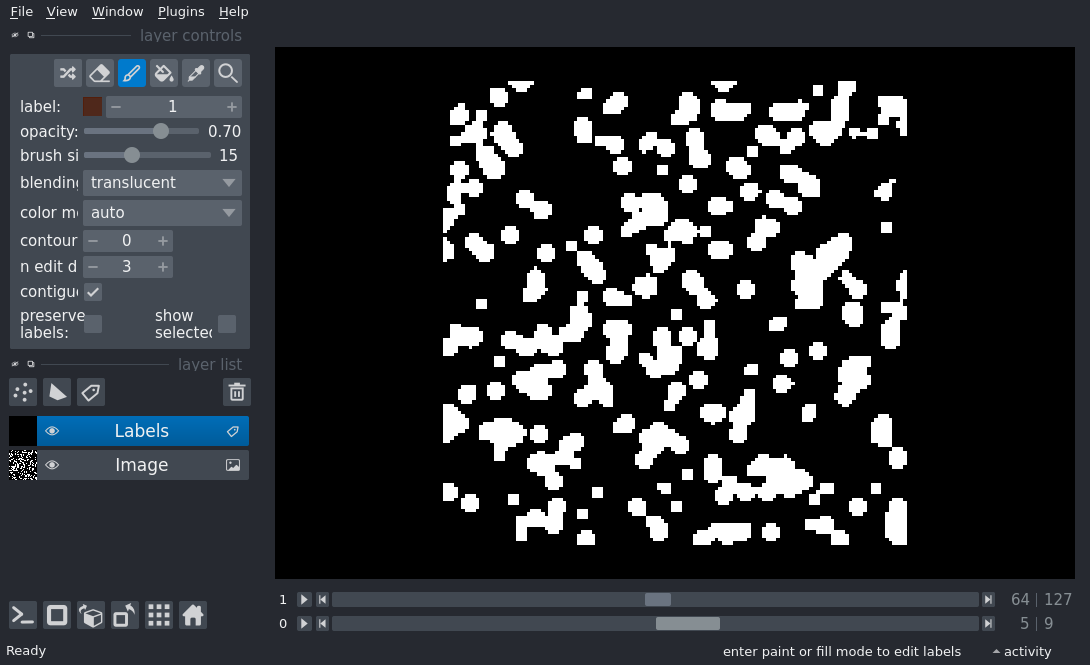 File View Window Plugins Help
layer controls
label: 1
opacity: 0.70
brush si 15
blending translucent
color m auto
contour 0
n edit d 3
contigu
preserve labels: show selected
layer list
Labels
Image
1 64 127
0 5 9
Ready enter paint or fill mode to edit labels activity